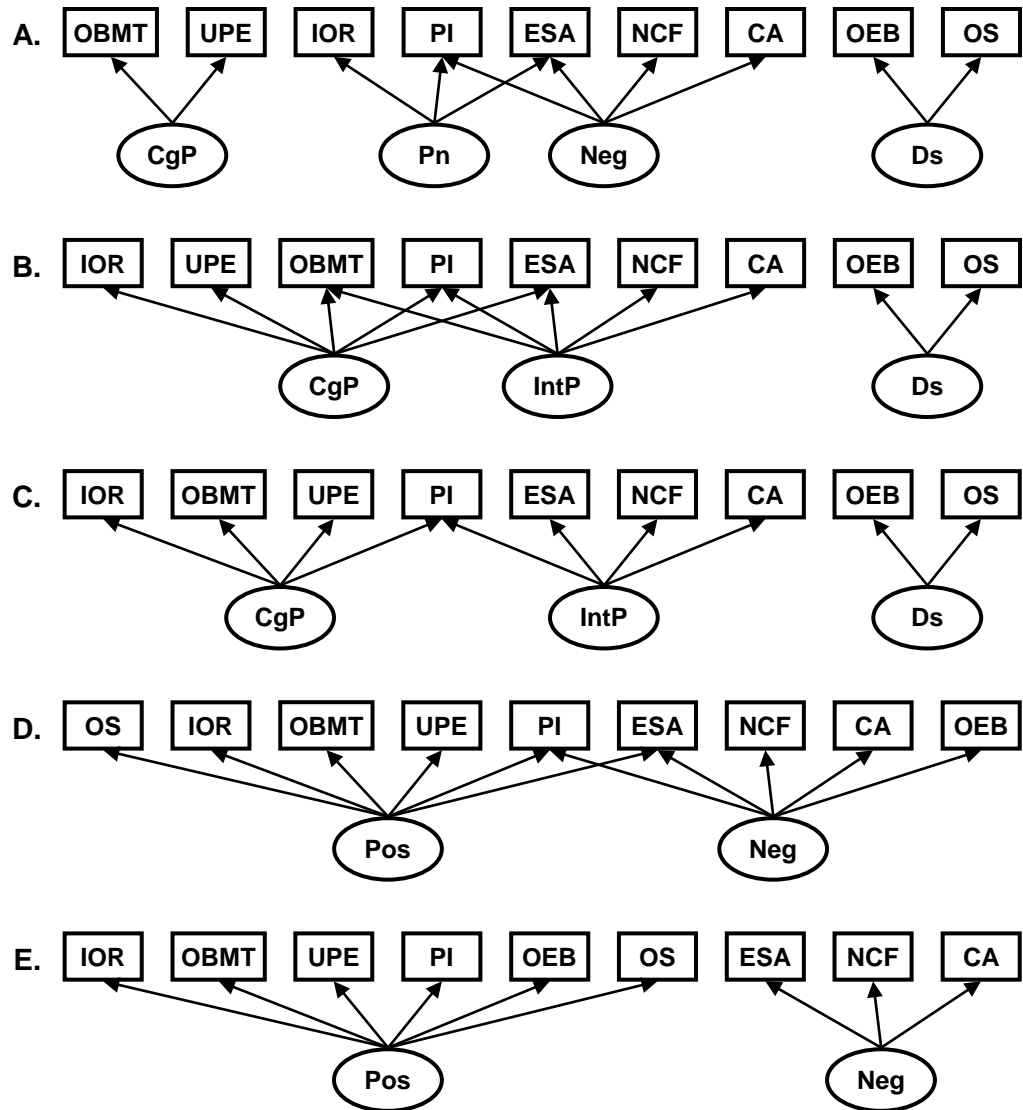 A. OBMT UPE IOR PI ESA NCF CA OEB OS
CgP Pn Neg Ds
B. IOR UPE OBMT PI ESA NCF CA OEB OS
CgP IntP Ds
C. IOR OBMT UPE PI ESA NCF CA OEB OS
CgP IntP Ds
D. OS IOR OBMT UPE PI ESA NCF CA OEB
Pos Neg
E. IOR OBMT UPE PI OEB OS ESA NCF CA
Pos Neg